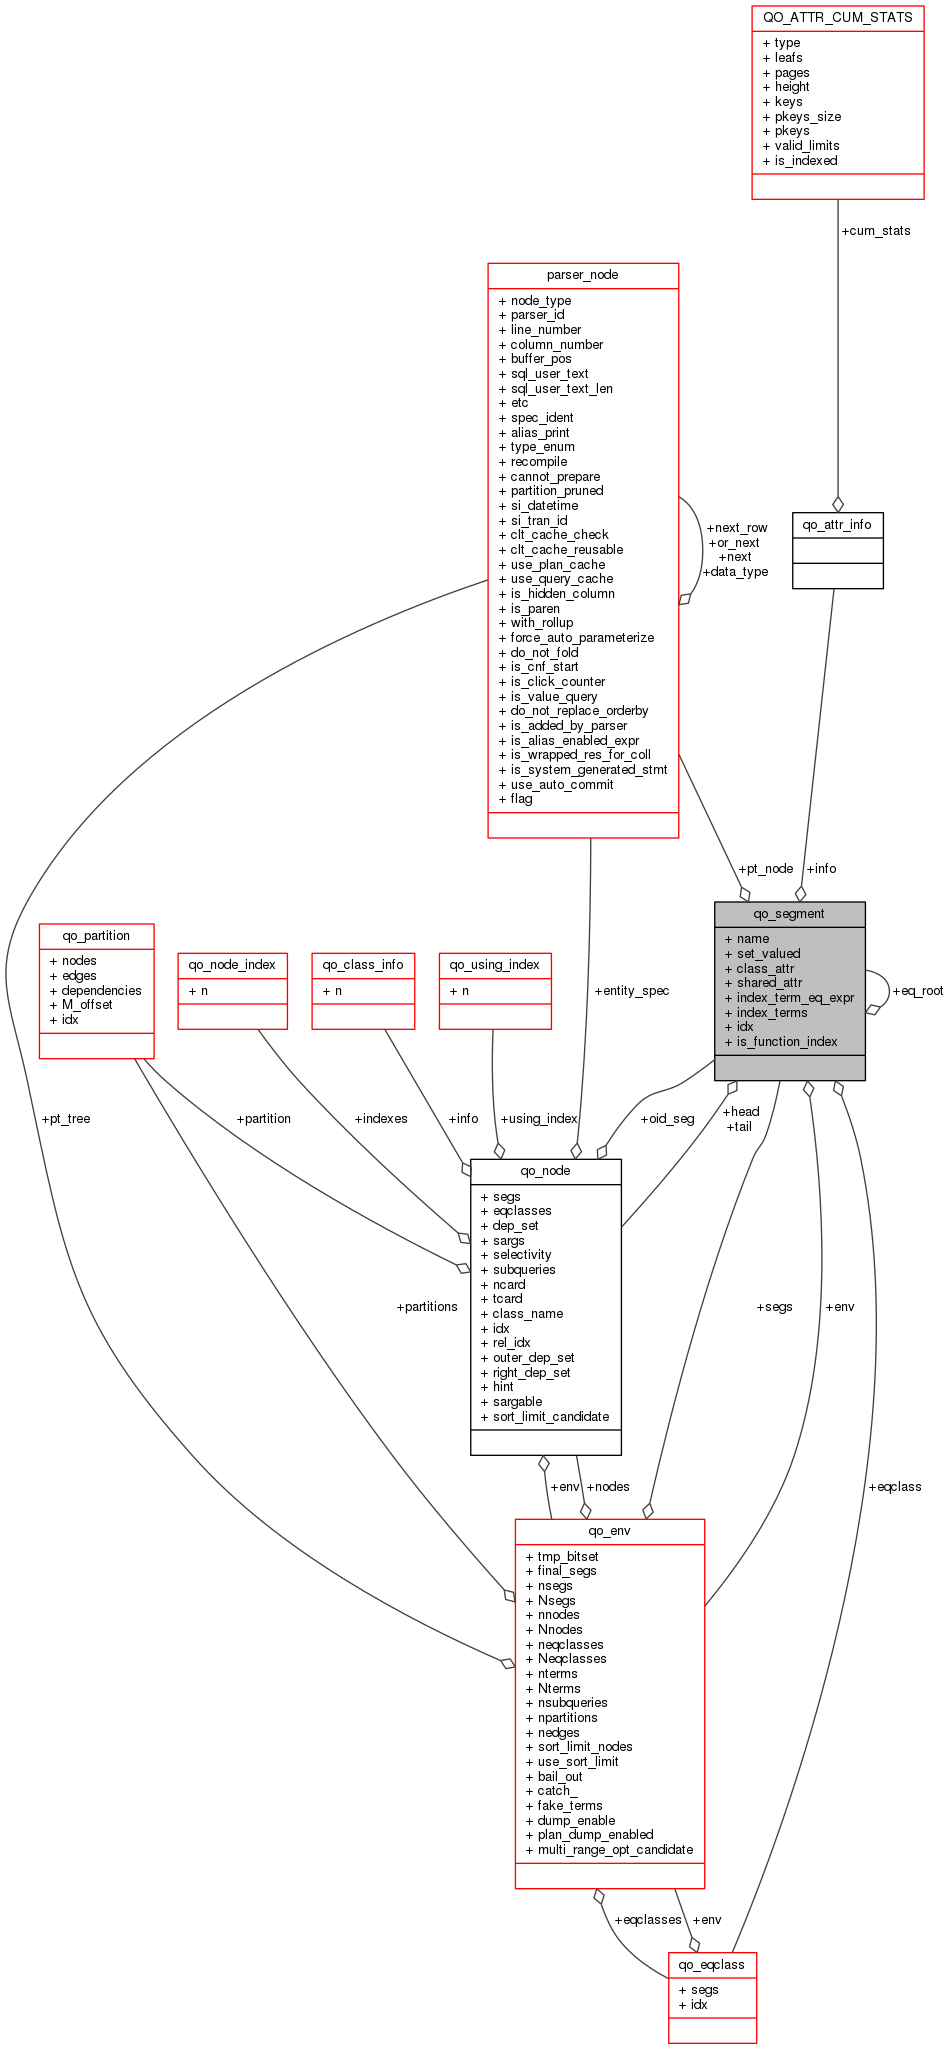 QO_ATTR_CUM_STATS
+ type
+ leafs
+ pages
+ height
+ keys
+ pkeys_size
+ pkeys
+ valid_limits
+ is_indexed
+cum_stats
parser_node
+ node_type
+ parser_id
+ line_number
+ column_number
+ buffer_pos
+ sql_user_text
+ sql_user_text_len
+ etc
+ spec_ident
+ alias_print
+ type_enum
+ recompile
+ cannot_prepare
+ partition_pruned
+ si_datetime
+ si_tran_id
+ clt_cache_check
+ clt_cache_reusable
+ use_plan_cache
+ use_query_cache
+ is_hidden_column
+ is_paren
+ with_rollup
+ force_auto_parameterize
+ do_not_fold
+ is_cnf_start
+ is_click_counter
+ is_value_query
+ do_not_replace_orderby
+ is_added_by_parser
+ is_alias_enabled_expr
+ is_wrapped_res_for_coll
+ is_system_generated_stmt
+ use_auto_commit
+ flag
+next_row
+or_next
+next
+data_type
qo_attr_info
+pt_node
+info
qo_segment
+ name
+ set_valued
+ class_attr
+ shared_attr
+ index_term_eq_expr
+ index_terms
+ idx
+ is_function_index
+eq_root
qo_partition
+ nodes
+ edges
+ dependencies
+ M_offset
+ idx
qo_node_index
+ n
qo_class_info
+ n
qo_using_index
+ n
+entity_spec
+pt_tree
+partition
+indexes
+info
+using_index
+oid_seg
+head
+tail
qo_node
+ segs
+ eqclasses
+ dep_set
+ sargs
+ selectivity
+ subqueries
+ ncard
+ tcard
+ class_name
+ idx
+ rel_idx
+ outer_dep_set
+ right_dep_set
+ hint
+ sargable
+ sort_limit_candidate
+partitions
+segs
+env
+env
+nodes
+eqclass
qo_env
+ tmp_bitset
+ final_segs
+ nsegs
+ Nsegs
+ nnodes
+ Nnodes
+ neqclasses
+ Neqclasses
+ nterms
+ Nterms
+ nsubqueries
+ npartitions
+ nedges
+ sort_limit_nodes
+ use_sort_limit
+ bail_out
+ catch_
+ fake_terms
+ dump_enable
+ plan_dump_enabled
+ multi_range_opt_candidate
+eqclasses
+env
qo_eqclass
+ segs
+ idx